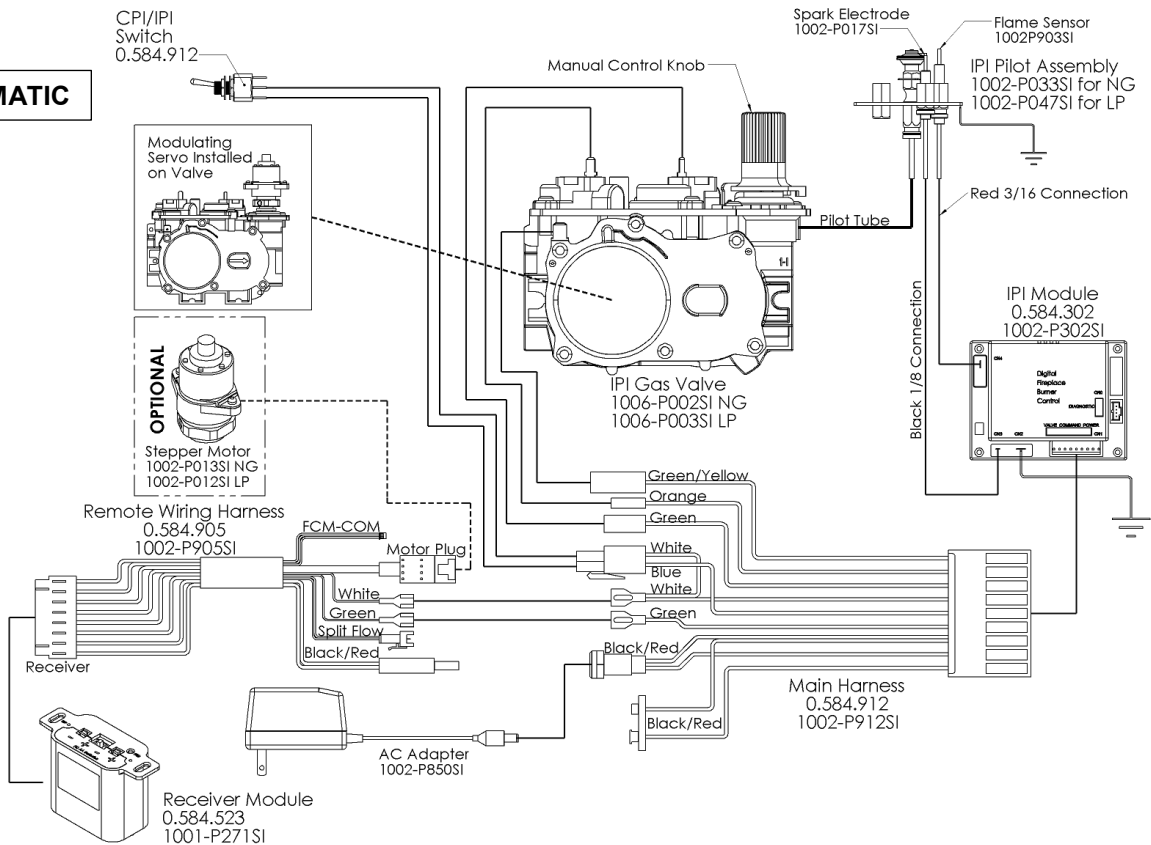 CPI/IPI
Switch
0.584.912
MATIC
Modulating
Servo Installed
on Valve
OPTIONAL
Stepper Motor
1002-P013SI NG
1002-P012SI LP
Manual Control Knob
Spark Electrode
1002-P017SI
Flame Sensor
1002P903SI
IPI Pilot Assembly
1002-P033SI for NG
1002-P047SI for LP
Red 3/16 Connection
Pilot Tube
Black 1/8 Connection
IPI Module
0.584.302
1002-P302SI
CN4
Digital
Fireplace
Burner
Control
CN5
DIAGNOSTIC
VALVE COMMAND POWER
CN3 CN2 CN1
IPI Gas Valve
1006-P002SI NG
1006-P003SI LP
Remote Wiring Harness
0.584.905
1002-P905SI
FCM-COM
Motor Plug
White
Green
Split Flow
Black/Red
Receiver
Green/Yellow
Orange
Green
White
Blue
White
Green
Black/Red
Black/Red
Main Harness
0.584.912
1002-P912SI
AC Adapter
1002-P850SI
Receiver Module
0.584.523
1001-P271SI